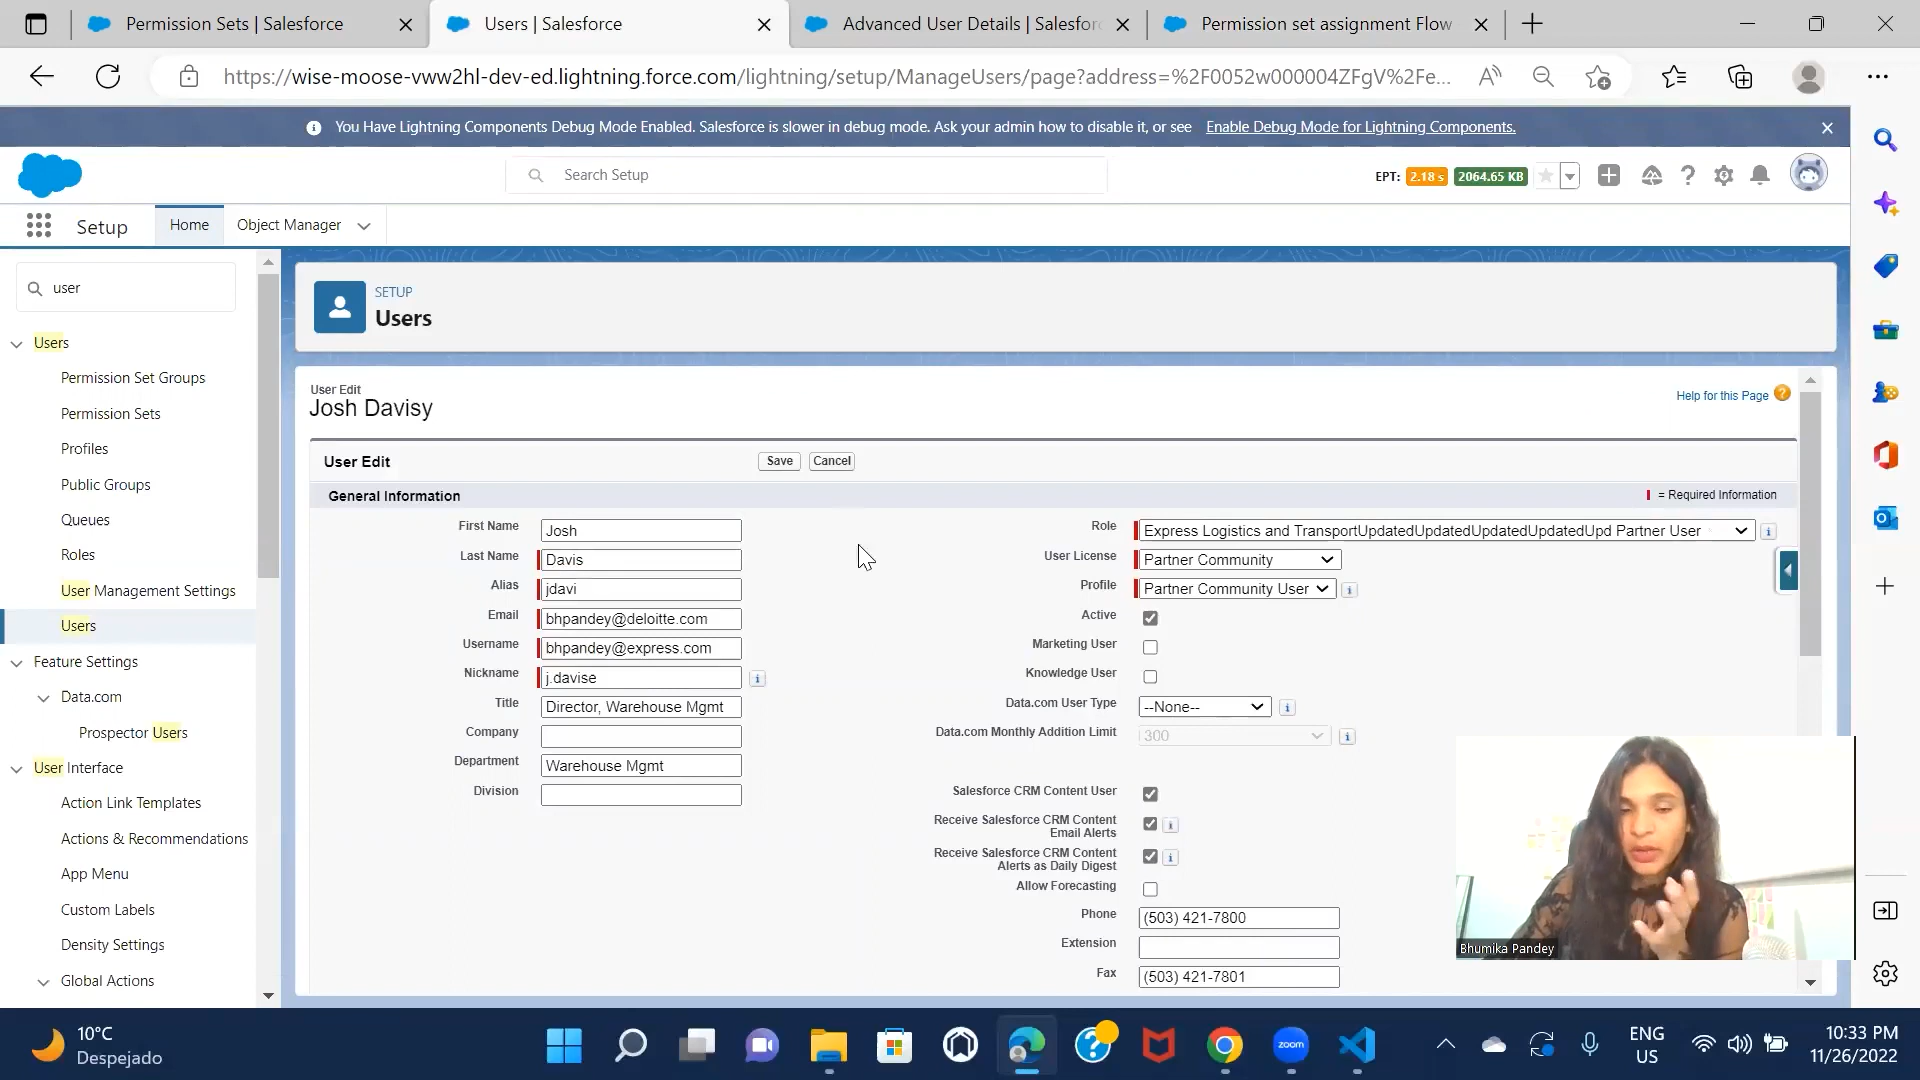 Permission Sets | Salesforce
Users | Salesforce
Advanced User Details | Salesfor
Permission set assignment Flow
https://wise-moose-vww2hl-dev-ed.lightning.force.com/lightning/setup/ManageUsers/page?address=%2F0052w000004ZFgV%2Fe...
You Have Lightning Components Debug Mode Enabled. Salesforce is slower in debug mode. Ask your admin how to disable it, or see Enable Debug Mode for Lightning Components.
Search Setup
EPT: 2.18 s 2064.65 KB
Setup
Home
Object Manager
user
Users
Permission Set Groups
Permission Sets
Profiles
Public Groups
Queues
Roles
User Management Settings
Users
Feature Settings
Data.com
Prospector Users
User Interface
Action Link Templates
Actions & Recommendations
App Menu
Custom Labels
Density Settings
Global Actions
SETUP
Users
User Edit
Josh Davisy
Help for this Page
User Edit
Save
Cancel
General Information
= Required Information
First Name Josh
Last Name Davis
Alias jdavi
Email bhpandey@deloitte.com
Username bhpandey@express.com
Nickname j.davise
Title Director, Warehouse Mgmt
Company
Department Warehouse Mgmt
Division
Role Express Logistics and TransportUpdatedUpdatedUpdatedUpdatedUpd Partner User
User License Partner Community
Profile Partner Community User
Active
Marketing User
Knowledge User
Data.com User Type --None--
Data.com Monthly Addition Limit 300
Salesforce CRM Content User
Receive Salesforce CRM Content
Email Alerts
Receive Salesforce CRM Content
Alerts as Daily Digest
Allow Forecasting
Phone (503) 421-7800
Extension
Fax (503) 421-7801
Bhumika Pandey
10°C
Despejado
zoom
ENG
US
10:33 PM
11/26/2022